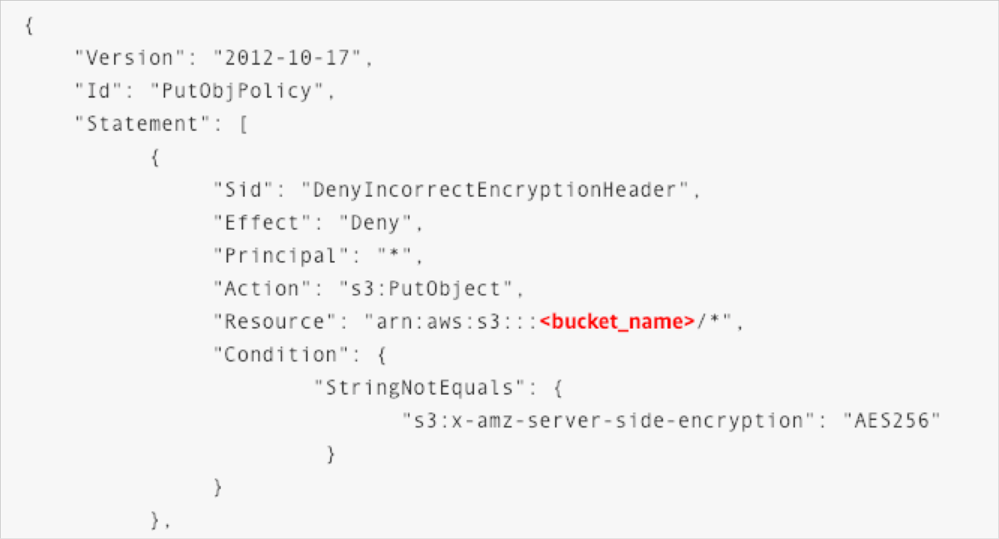 {
"Version": "2012-10-17",
"Id": "PutObjPolicy",
"Statement": [
{
"Sid": "DenyIncorrectEncryptionHeader",
"Effect": "Deny",
"Principal": "*",
"Action": "s3:PutObject",
"Resource": "arn:aws:s3:::<bucket_name>/*",
"Condition": {
"StringNotEquals": {
"s3:x-amz-server-side-encryption": "AES256"
}
}
},